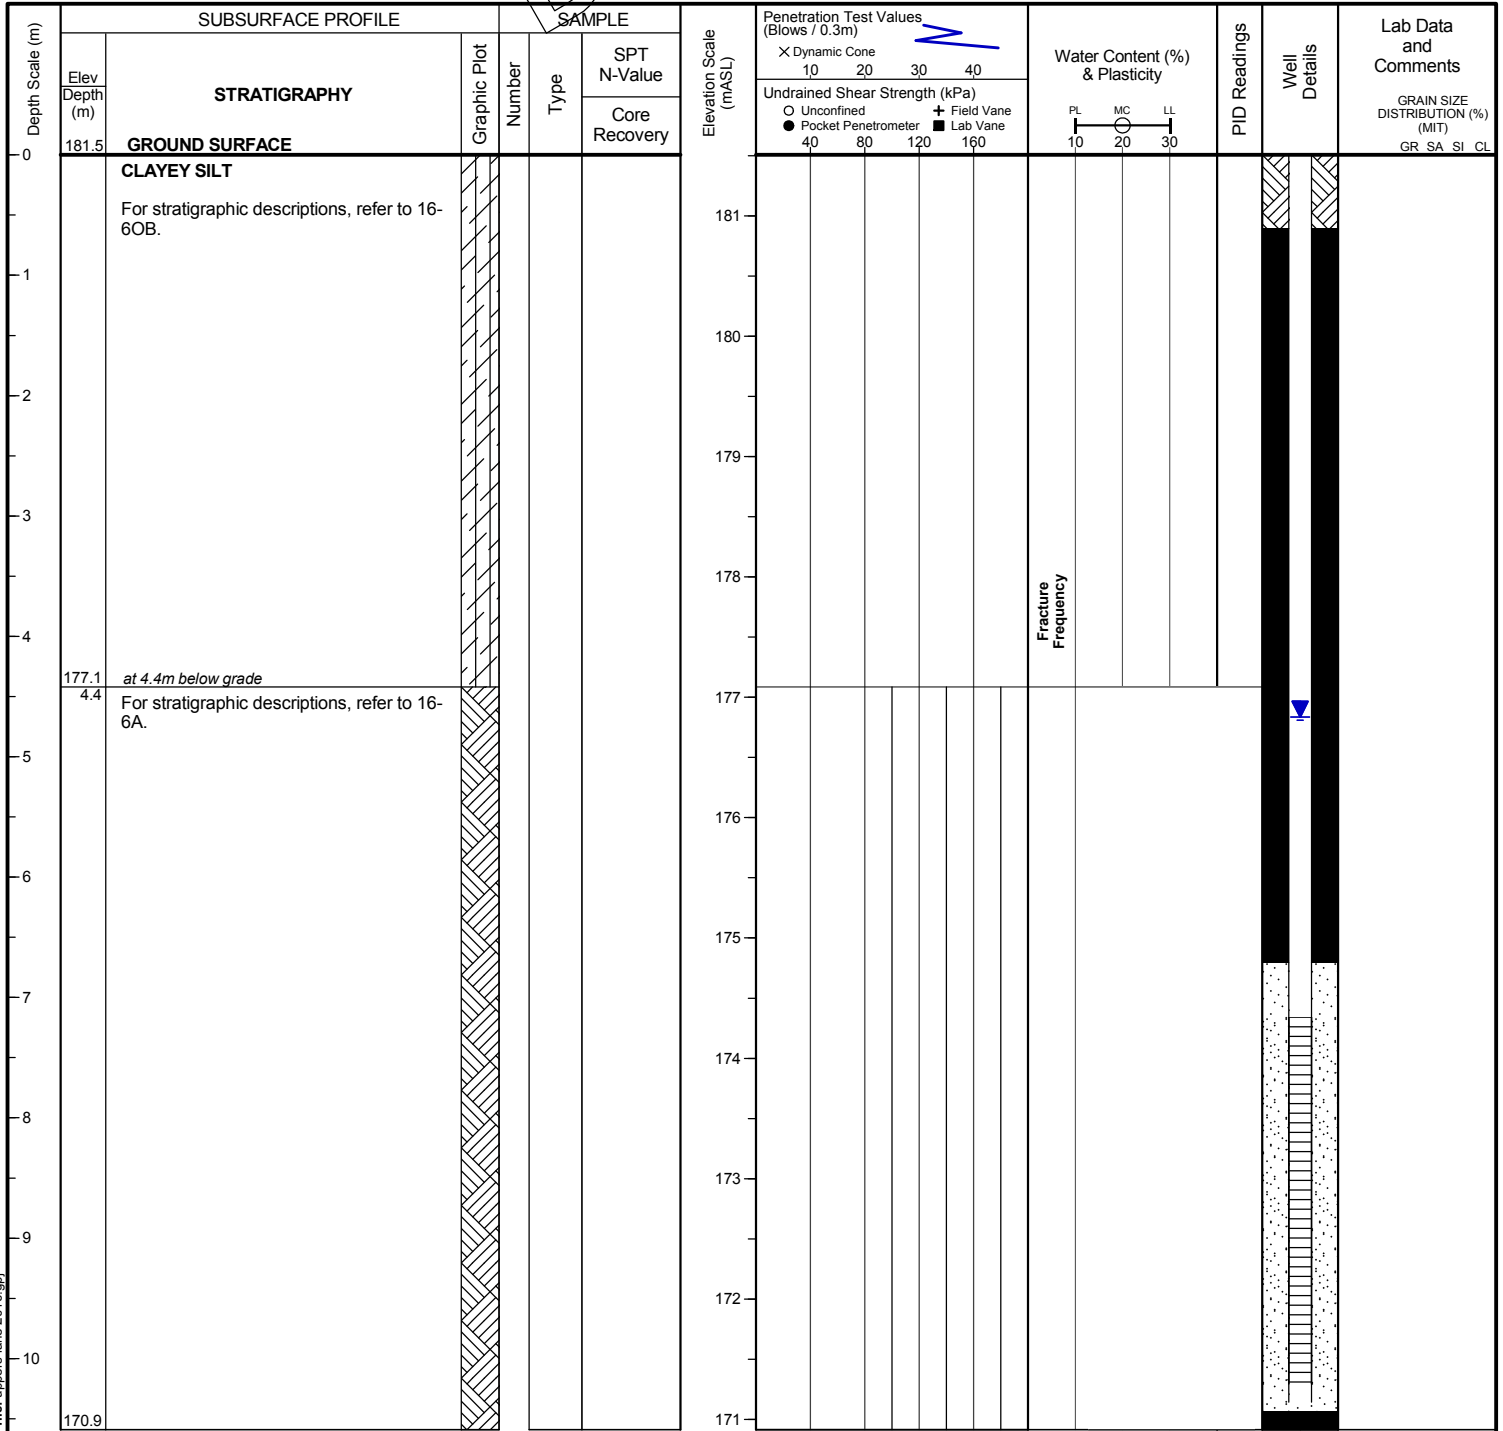 SUBSURFACE PROFILE
SAMPLE
Depth Scale (m)
Elev
Depth
(m)
STRATIGRAPHY
Graphic Plot
Number
Type
SPT
N-Value
Core
Recovery
Elevation Scale
(mASL)
Penetration Test Values
(Blows / 0.3m)
Dynamic Cone
10 20 30 40
Undrained Shear Strength (kPa)
Unconfined Field Vane
Pocket Penetrometer Lab Vane
40 80 120 160
Water Content (%)
& Plasticity
PL MC LL
10 20 30
PID Readings
Well
Details
Lab Data
and
Comments
GRAIN SIZE
DISTRIBUTION (%)
(MIT)
GR SA SI CL
181.5 GROUND SURFACE
CLAYEY SILT
For stratigraphic descriptions, refer to 16-
6OB.
177.1 at 4.4m below grade
4.4
For stratigraphic descriptions, refer to 16-
6A.
170.9
0
1
2
3
4
5
6
7
8
9
10
181
180
179
178
177
176
175
174
173
172
171
Fracture
Frequency